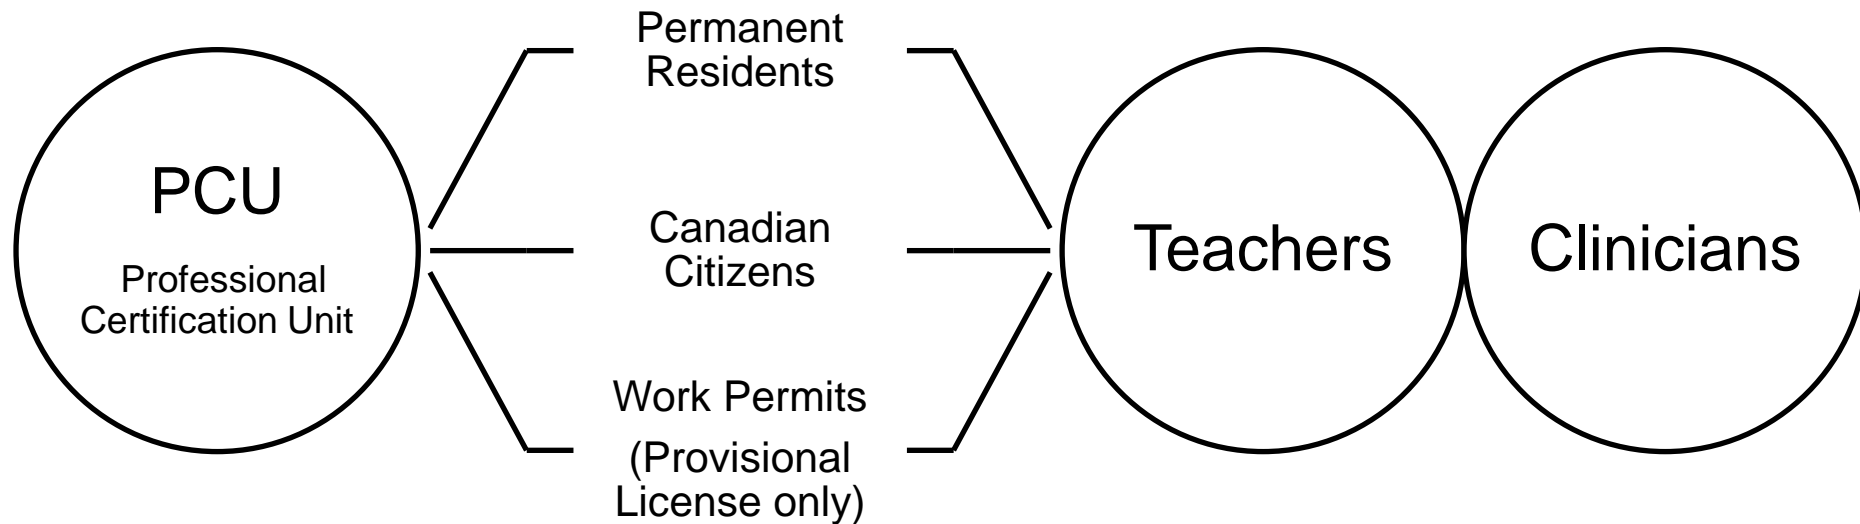 PCU
Professional
Certification Unit
Permanent
Residents
Canadian
Citizens
Work Permits
(Provisional
License only)
Teachers
Clinicians